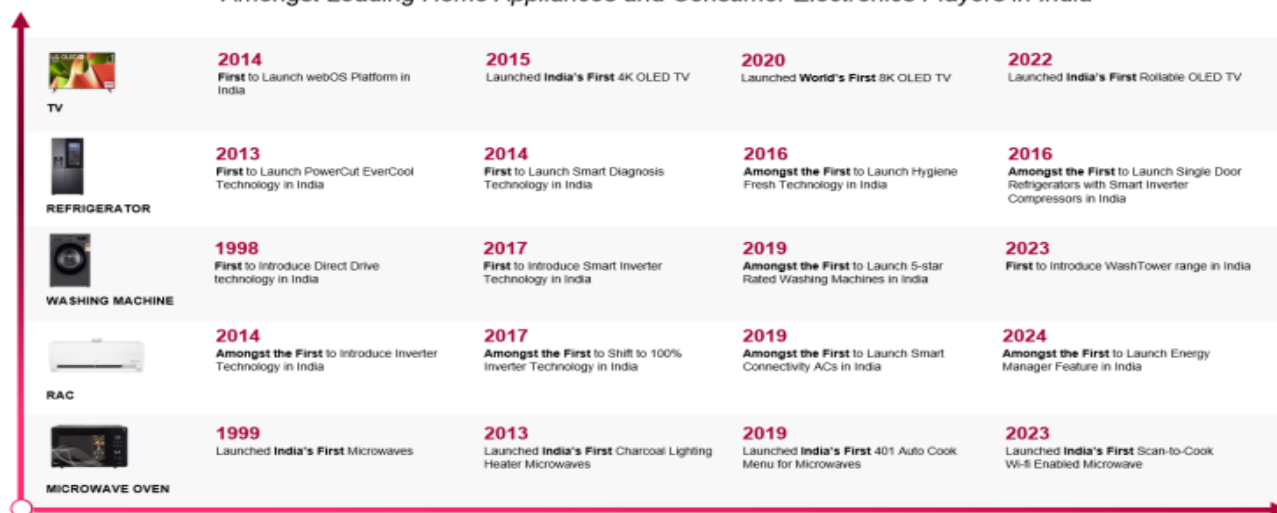 Amongst Leading Home Appliances and Consumer Electronics Players in India
LG OLED
TV
2014
First to Launch webOS Platform in
India
2015
Launched India's First 4K OLED TV
2020
Launched World's First 8K OLED TV
2022
Launched India's First Rollable OLED TV
REFRIGERATOR
2013
First to Launch PowerCut EverCool
Technology in India
2014
First to Launch Smart Diagnosis
Technology in India
2016
Amongst the First to Launch Hygiene
Fresh Technology in India
2016
Amongst the First to Launch Single Door
Refrigerators with Smart Inverter
Compressors in India
WASHING MACHINE
1998
First to Introduce Direct Drive
technology in India
2017
First to Introduce Smart Inverter
Technology in India
2019
Amongst the First to Launch 5-star
Rated Washing Machines in India
2023
First to Introduce WashTower range in India
RAC
2014
Amongst the First to Introduce Inverter
Technology in India
2017
Amongst the First to Shift to 100%
Inverter Technology in India
2019
Amongst the First to Launch Smart
Connectivity ACs in India
2024
Amongst the First to Launch Energy
Manager Feature in India
MICROWAVE OVEN
1999
Launched India's First Microwaves
2013
Launched India's First Charcoal Lighting
Heater Microwaves
2019
Launched India's First 401 Auto Cook
Menu for Microwaves
2023
Launched India's First Scan-to-Cook
Wi-fi Enabled Microwave